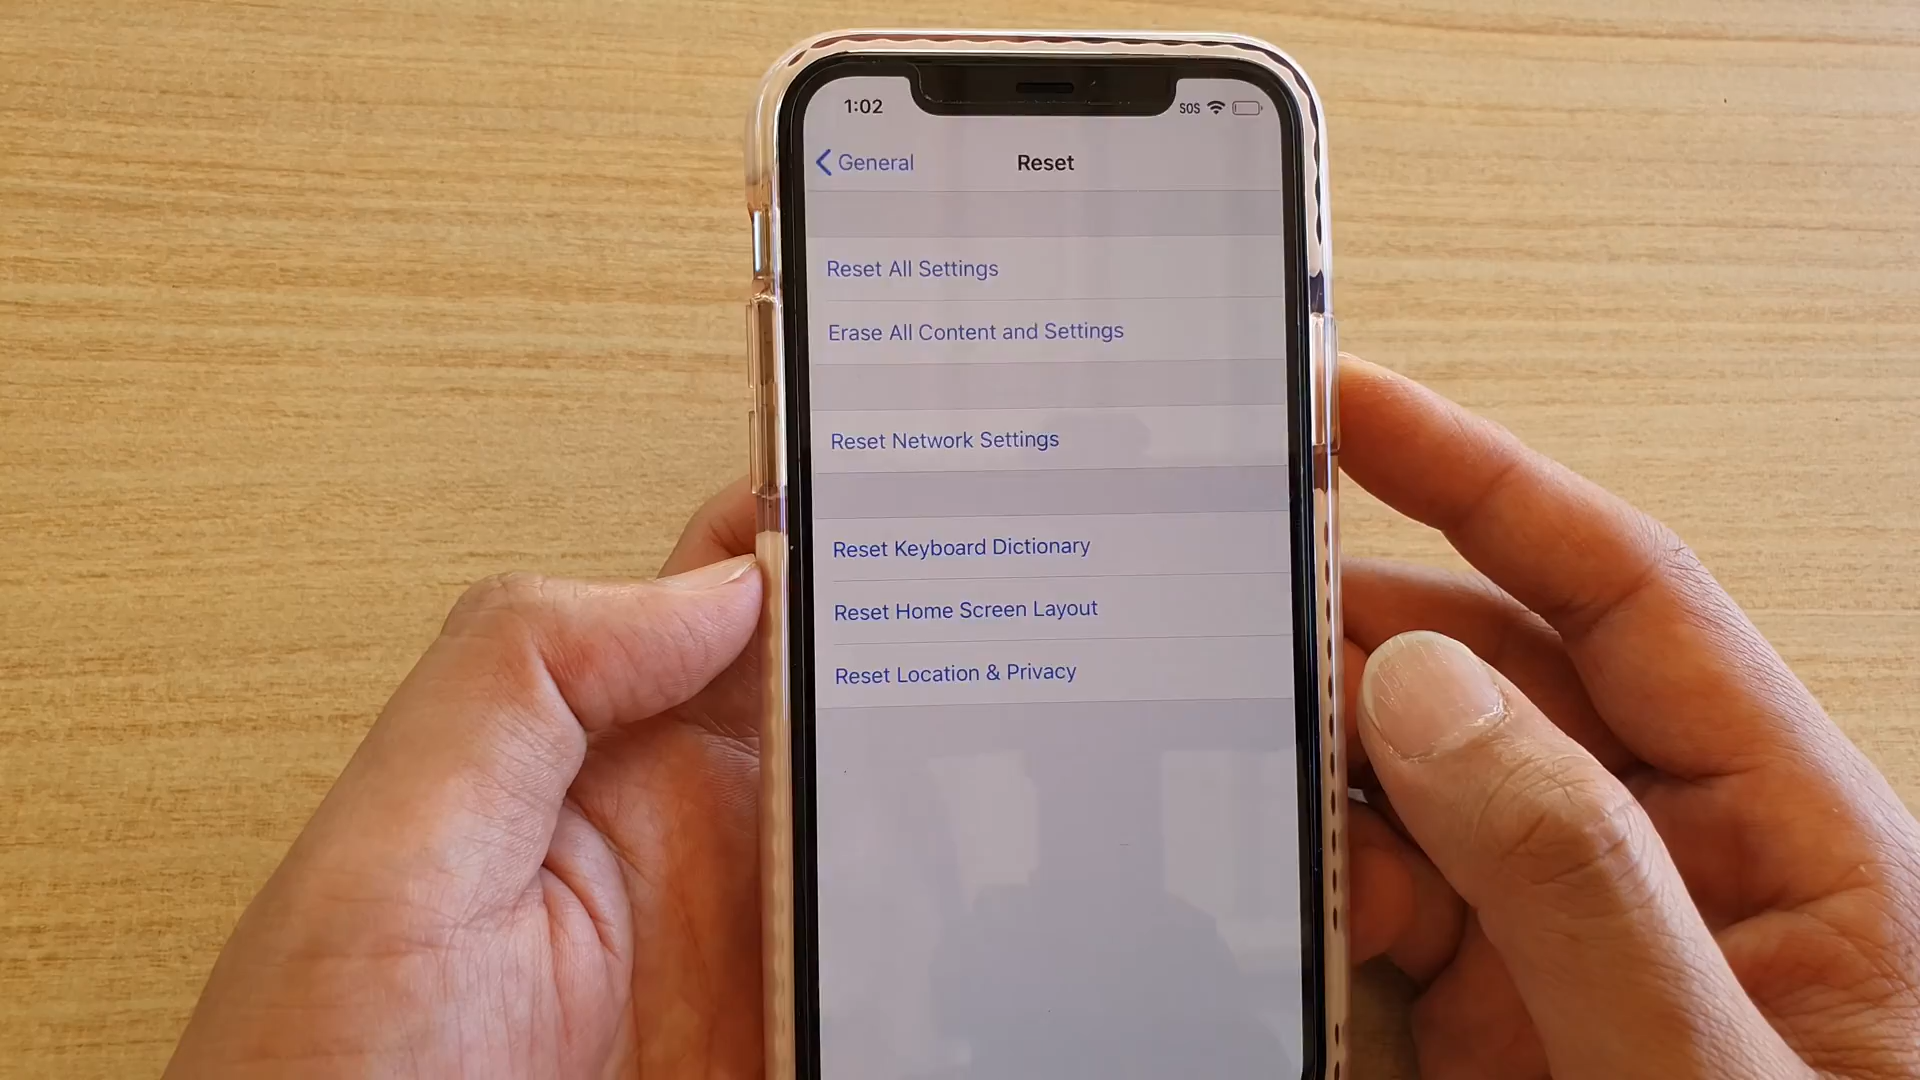 1:02
SOS
General
Reset
Reset All Settings
Erase All Content and Settings
Reset Network Settings
Reset Keyboard Dictionary
Reset Home Screen Layout
Reset Location & Privacy